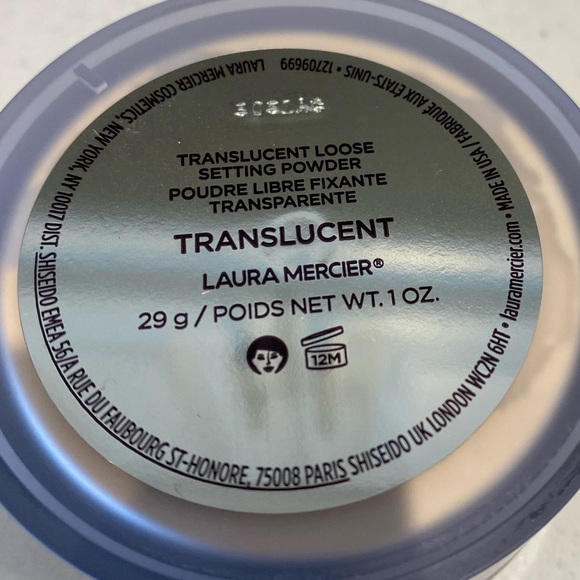 TRANSLUCENT LOOSE
SETTING POWDER
POUDRE LIBRE FIXANTE
TRANSPARENTE
TRANSLUCENT
LAURA MERCIER®
29 g / POIDS NET WT. 1 OZ.
12M
LAURA MERCIER COSMETICS, NEW YORK, NY 10017 DIST. SHISEIDO EMEA 56/A RUE DU FAUBOURG ST-HONORE, 75008 PARIS SHISEIDO UK LONDON WC2N 6HT • lauramercier.com • MADE IN USA / FABRIQUÉ AUX ÉTATS-UNIS • 12709699